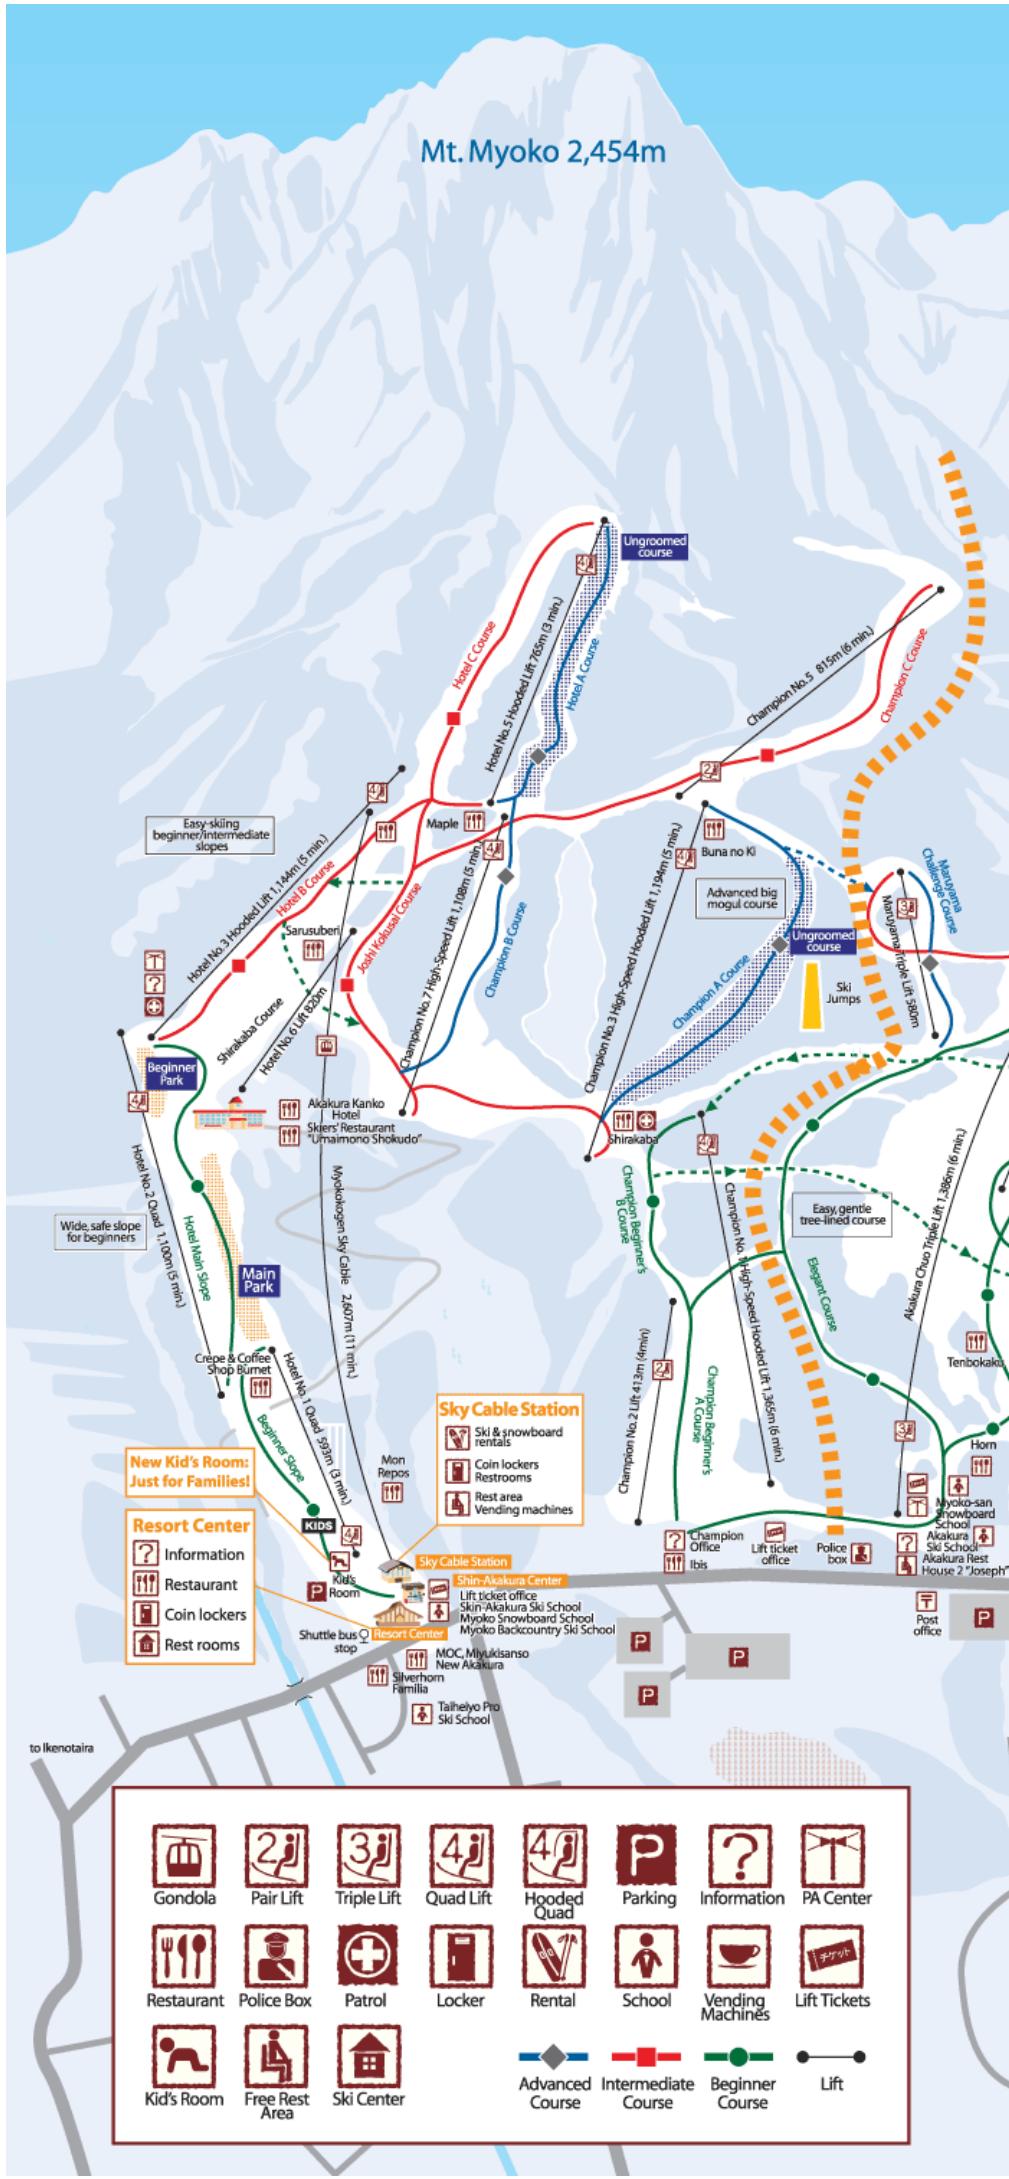 Mt. Myoko 2,454m
Ungroomed
course
Hotel C Course
Hotel No.5 Hooded Lift 765m (3 min.)
Hotel A Course
Champion No.5 815m (6 min.)
Champion C Course
Easy-skiing
beginner/intermediate
slopes
Hotel No.3 Hooded Lift 1,144m (5 min.)
Hotel B Course
Maple
Buna no Ki
Advanced big
mogul course
Maruyama
Challenge Course
Maruyama Triple Lift 580m
Ungroomed
course
Ski
Jumps
Sarusuberi
Joshi Kokusai Course
Champion No.7 High-Speed Lift 1,108m (5 min.)
Champion B Course
Champion No.3 High-Speed Hooded Lift 1,194m (5 min.)
Champion A Course
Shirakaba Course
Hotel No.6 Lift 820m
Beginner
Park
Akakura Kanko
Hotel
Skiers' Restaurant
"Umaimono Shokudo"
Shirakaba
Hotel No.2 Quad 1,100m (5 min.)
Wide, safe slope
for beginners
Hotel Main Slope
Main
Park
Myokokogen Sky Cable 2,607m (11 min.)
Champion Beginner's
B Course
Champion No.1 High-Speed Hooded Lift 1,365m (6 min.)
Easy, gentle
tree-lined course
Elegant Course
Akakura Chuo Triple Lift 1,386m (6 min.)
Tenbokaku
Crepe & Coffee
Shop Burnet
Hotel No.1 Quad 593m (3 min.)
Beginner Slope
Champion No.2 Lift 413m (4min)
Champion Beginner's
A Course
Horn
Sky Cable Station
Ski & snowboard
rentals
Coin lockers
Restrooms
Rest area
Vending machines
Mon
Repos
New Kid's Room:
Just for Families!
KIDS
Resort Center
Information
Restaurant
Coin lockers
Rest rooms
Kid's
Room
Sky Cable Station
Shin-Akakura Center
Lift ticket office
Skin-Akakura Ski School
Myoko Snowboard School
Myoko Backcountry Ski School
Resort Center
Shuttle bus
stop
MOC, Miyukisanso
New Akakura
Silverhorn
Familia
Taiheiyo Pro
Ski School
Champion
Office
Ibis
Lift ticket
office
Police
box
Myoko-san
Snowboard
School
Akakura
Ski School
Akakura Rest
House 2 "Joseph"
Post
office
P
P
P
P
P
to Ikenotaira
Gondola
Pair Lift
Triple Lift
Quad Lift
Hooded
Quad
Parking
Information
PA Center
Restaurant
Police Box
Patrol
Locker
Rental
School
Vending
Machines
チケット
Lift Tickets
Kid's Room
Free Rest
Area
Ski Center
Advanced
Course
Intermediate
Course
Beginner
Course
Lift